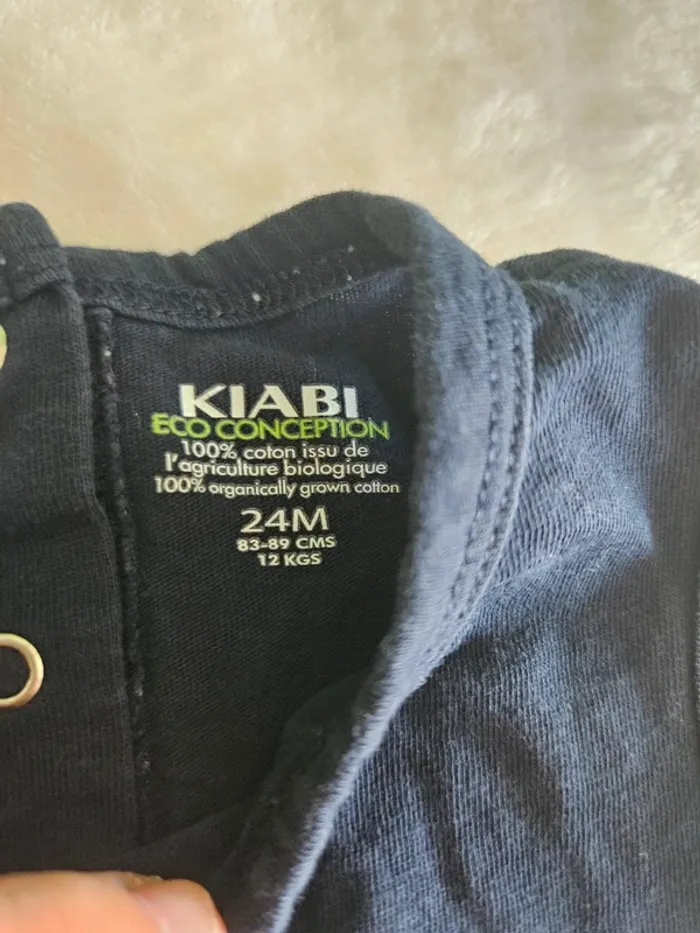 KIABI
ECO CONCEPTION
100% coton issu de
l'agriculture biologique
100% organically grown cotton
24M
83-89 CMS
12 KGS